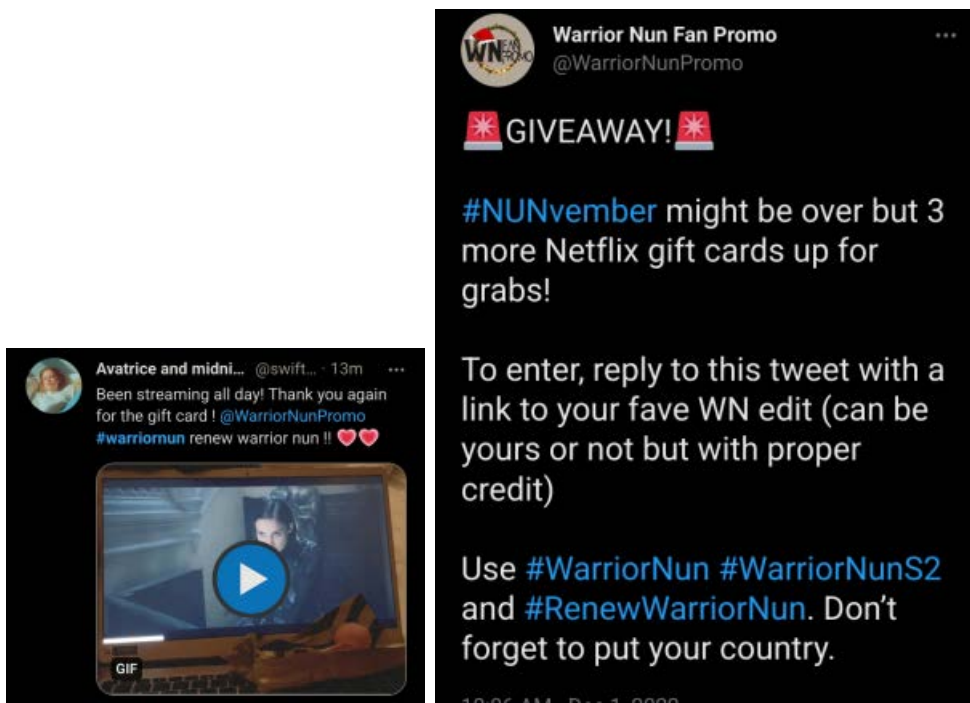 Avatrice and midni... @swift... · 13m
Been streaming all day! Thank you again
for the gift card ! @WarriorNunPromo
#warriornun renew warrior nun !! 💗💗
GIF
WN FAN PROMO
Warrior Nun Fan Promo
@WarriorNunPromo
🚨GIVEAWAY!🚨
#NUNvember might be over but 3
more Netflix gift cards up for
grabs!
To enter, reply to this tweet with a
link to your fave WN edit (can be
yours or not but with proper
credit)
Use #WarriorNun #WarriorNunS2
and #RenewWarriorNun. Don't
forget to put your country.